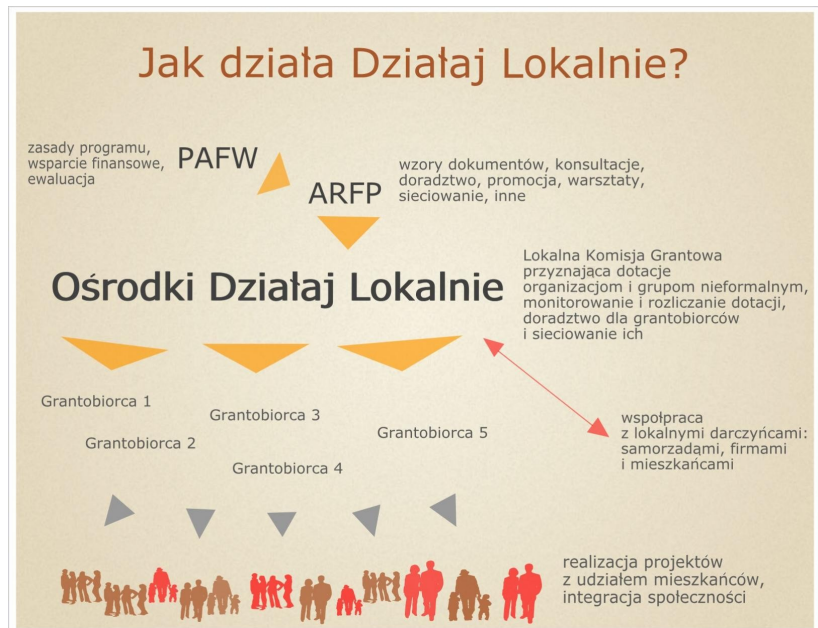 Jak działa Działaj Lokalnie?
zasady programu,
wsparcie finansowe,
ewaluacja
PAFW
ARFP
wzory dokumentów, konsultacje,
doradztwo, promocja, warsztaty,
sieciowanie, inne
Ośrodki Działaj Lokalnie
Lokalna Komisja Grantowa
przyznająca dotacje
organizacjom i grupom nieformalnym,
monitorowanie i rozliczanie dotacji,
doradztwo dla grantobiorców
i sieciowanie ich
Grantobiorca 1
Grantobiorca 2
Grantobiorca 3
Grantobiorca 4
Grantobiorca 5
wspołpraca
z lokalnymi darczyńcami:
samorzadąmi, firmami
i mieszkańcami
realizacja projektów
z udziałem mieszkańców,
integracja społeczności